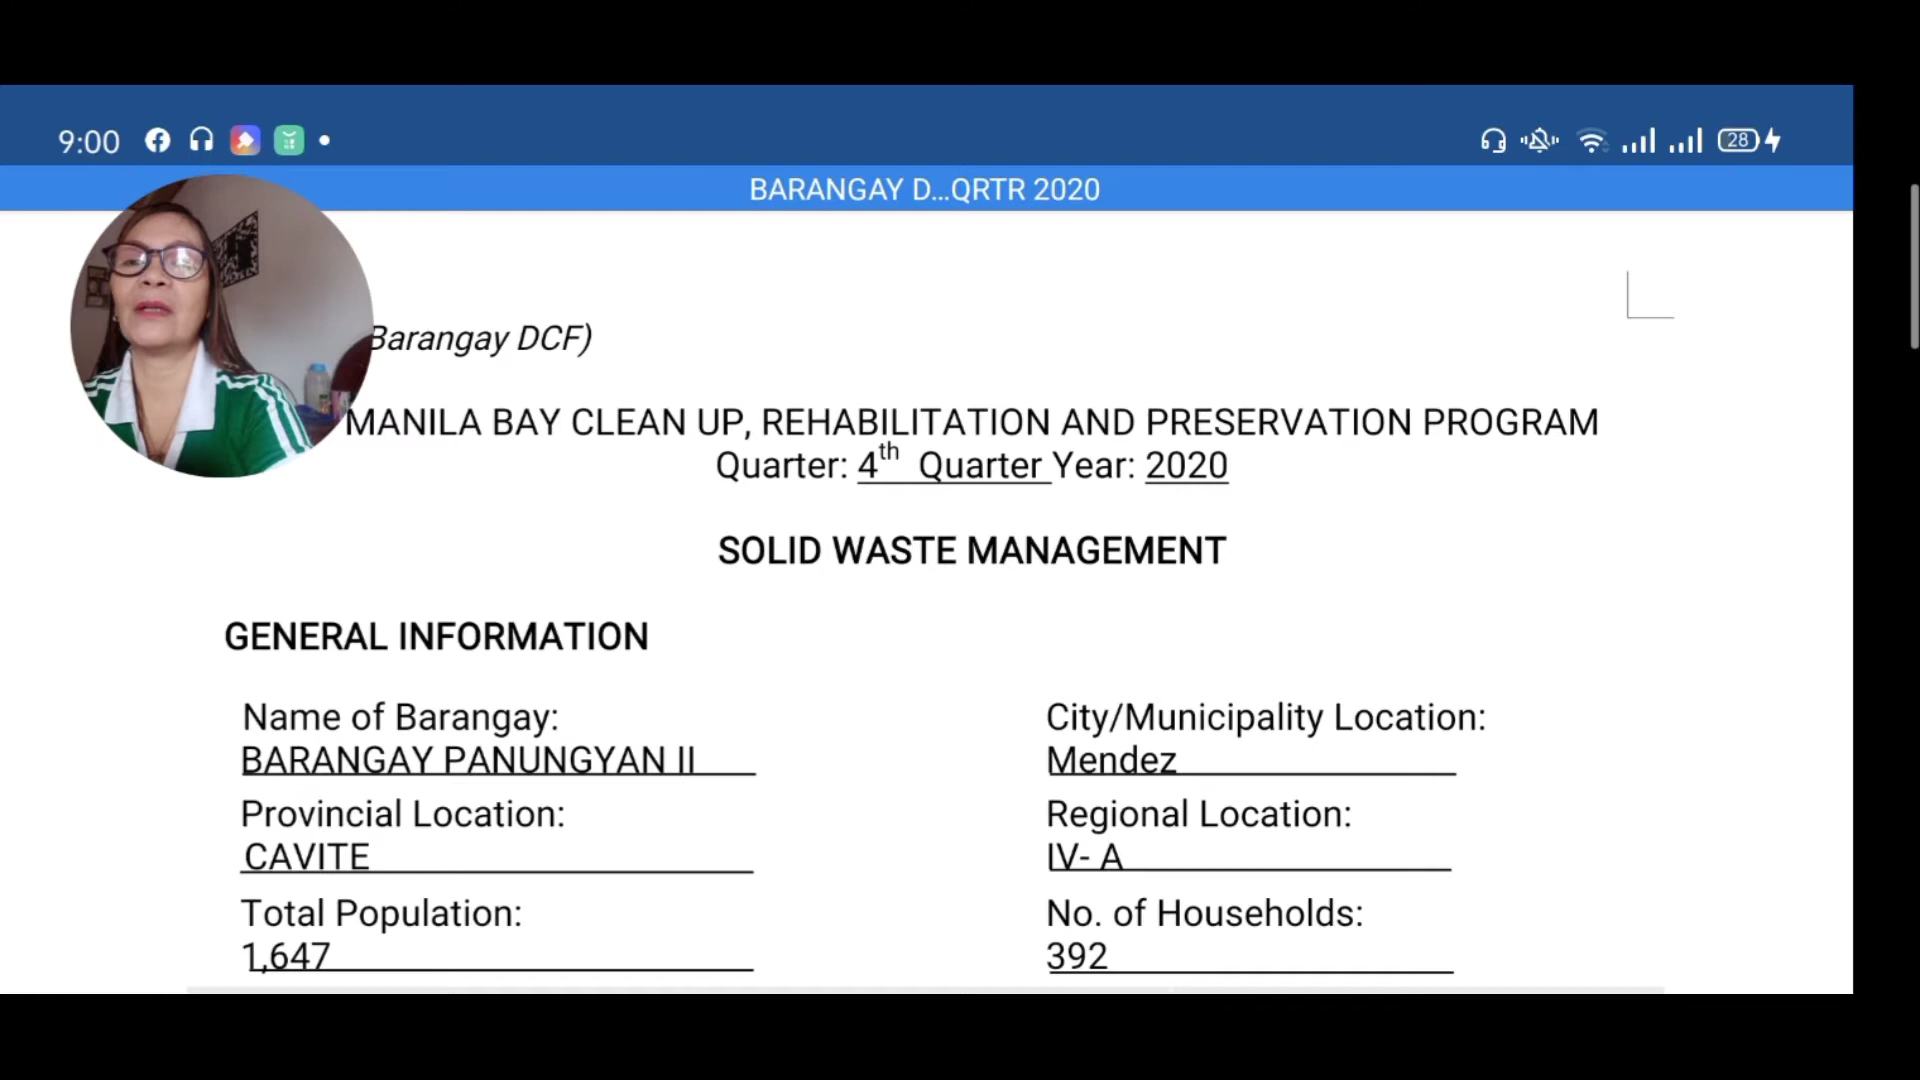 9:00
28
BARANGAY D...QRTR 2020
Barangay DCF)
MANILA BAY CLEAN UP, REHABILITATION AND PRESERVATION PROGRAM
Quarter: 4th Quarter Year: 2020
SOLID WASTE MANAGEMENT
GENERAL INFORMATION
Name of Barangay:
BARANGAY PANUNGYAN II
City/Municipality Location:
Mendez
Provincial Location:
CAVITE
Regional Location:
IV- A
Total Population:
1,647
No. of Households:
392